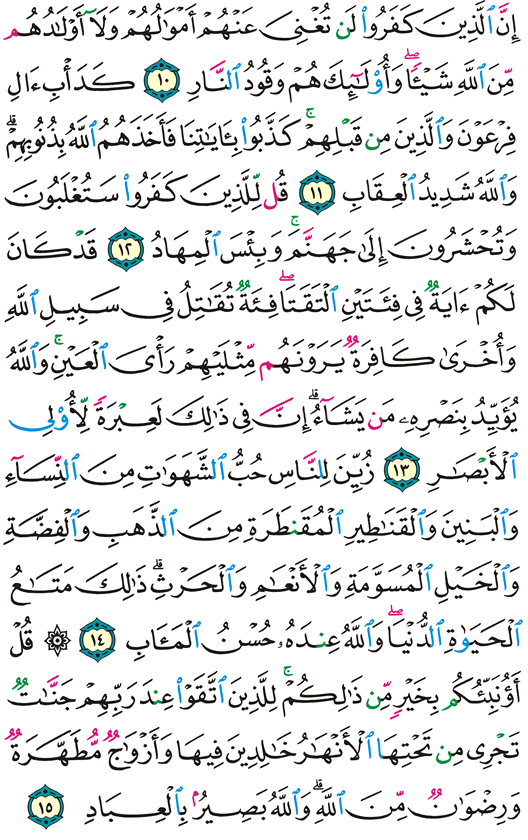 إِنَّ ٱلَّذِينَ كَفَرُوا۟ لَن تُغْنِىَ عَنْهُمْ أَمْوَٰلُهُمْ وَلَآ أَوْلَـٰدُهُم
مِّنَ ٱللَّهِ شَيْـًٔا ۖ وَأُو۟لَـٰٓئِكَ هُمْ وَقُودُ ٱلنَّارِ ١٠ كَدَأْبِ ءَالِ
فِرْعَوْنَ وَٱلَّذِينَ مِن قَبْلِهِمْ ۚ كَذَّبُوا۟ بِـَٔايَـٰتِنَا فَأَخَذَهُمُ ٱللَّهُ بِذُنُوبِهِمْ ۗ
وَٱللَّهُ شَدِيدُ ٱلْعِقَابِ ١١ قُل لِّلَّذِينَ كَفَرُوا۟ سَتُغْلَبُونَ
وَتُحْشَرُونَ إِلَىٰ جَهَنَّمَ ۚ وَبِئْسَ ٱلْمِهَادُ ١٢ قَدْ كَانَ
لَكُمْ ءَايَةٌ فِى فِئَتَيْنِ ٱلْتَقَتَا ۖ فِئَةٌ تُقَـٰتِلُ فِى سَبِيلِ ٱللَّهِ
وَأُخْرَىٰ كَافِرَةٌ يَرَوْنَهُم مِّثْلَيْهِمْ رَأْىَ ٱلْعَيْنِ ۚ وَٱللَّهُ
يُؤَيِّدُ بِنَصْرِهِۦ مَن يَشَآءُ ۗ إِنَّ فِى ذَٰلِكَ لَعِبْرَةً لِّأُو۟لِى
ٱلْأَبْصَـٰرِ ١٣ زُيِّنَ لِلنَّاسِ حُبُّ ٱلشَّهَوَٰتِ مِنَ ٱلنِّسَآءِ
وَٱلْبَنِينَ وَٱلْقَنَـٰطِيرِ ٱلْمُقَنطَرَةِ مِنَ ٱلذَّهَبِ وَٱلْفِضَّةِ
وَٱلْخَيْلِ ٱلْمُسَوَّمَةِ وَٱلْأَنْعَـٰمِ وَٱلْحَرْثِ ۗ ذَٰلِكَ مَتَـٰعُ
ٱلْحَيَوٰةِ ٱلدُّنْيَا ۖ وَٱللَّهُ عِندَهُۥ حُسْنُ ٱلْمَـَٔابِ ١٤ ۞ قُلْ
أَؤُنَبِّئُكُم بِخَيْرٍ مِّن ذَٰلِكُمْ ۚ لِلَّذِينَ ٱتَّقَوْا۟ عِندَ رَبِّهِمْ جَنَّـٰتٌ
تَجْرِى مِن تَحْتِهَا ٱلْأَنْهَـٰرُ خَـٰلِدِينَ فِيهَا وَأَزْوَٰجٌ مُّطَهَّرَةٌ
وَرِضْوَٰنٌ مِّنَ ٱللَّهِ ۗ وَٱللَّهُ بَصِيرٌۢ بِٱلْعِبَادِ ١٥